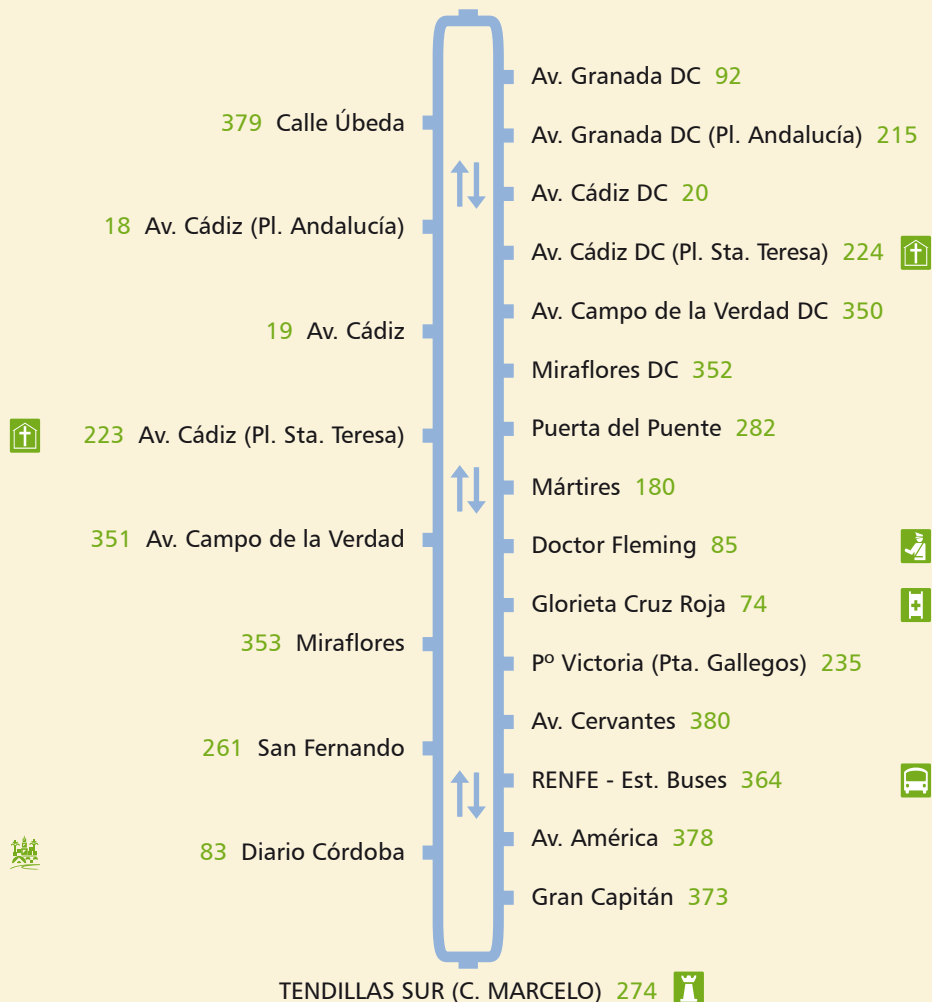 379 Calle Úbeda
18 Av. Cádiz (Pl. Andalucía)
19 Av. Cádiz
223 Av. Cádiz (Pl. Sta. Teresa)
351 Av. Campo de la Verdad
353 Miraflores
261 San Fernando
83 Diario Córdoba
Av. Granada DC 92
Av. Granada DC (Pl. Andalucía) 215
Av. Cádiz DC 20
Av. Cádiz DC (Pl. Sta. Teresa) 224
Av. Campo de la Verdad DC 350
Miraflores DC 352
Puerta del Puente 282
Mártires 180
Doctor Fleming 85
Glorieta Cruz Roja 74
Pº Victoria (Pta. Gallegos) 235
Av. Cervantes 380
RENFE - Est. Buses 364
Av. América 378
Gran Capitán 373
TENDILLAS SUR (C. MARCELO) 274